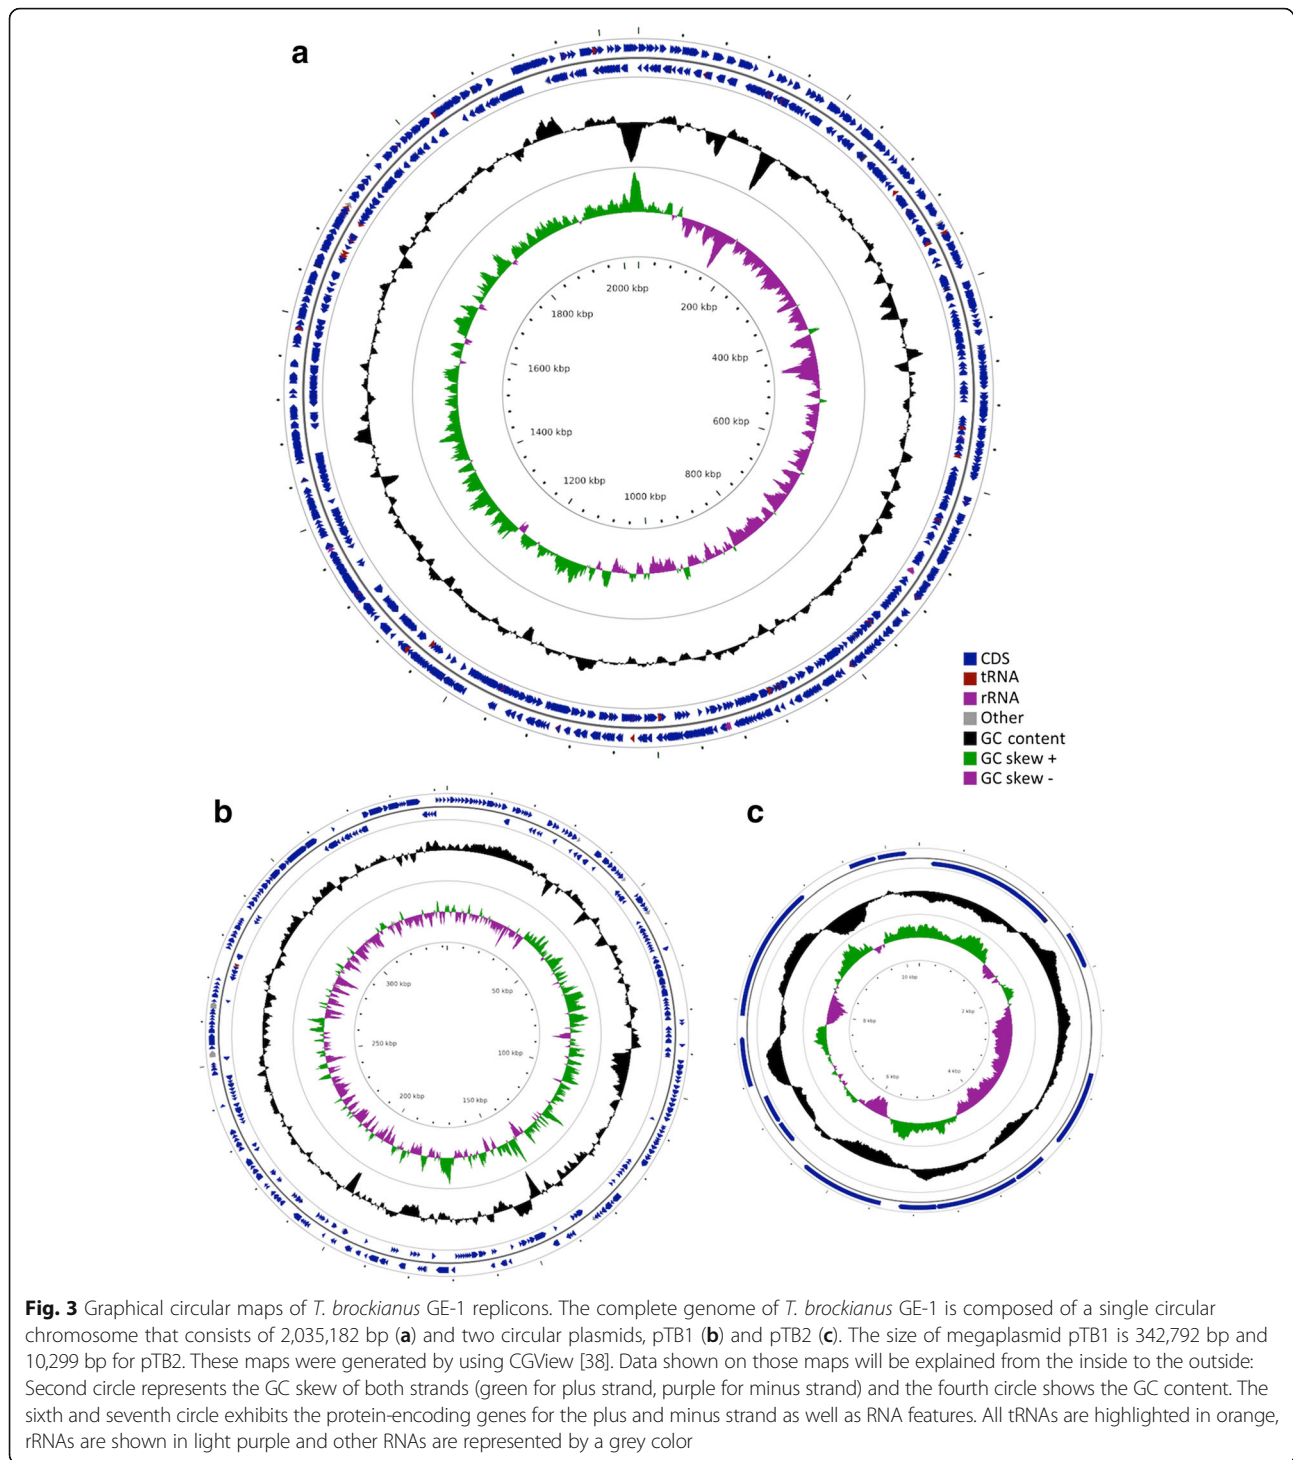 a
2000 kbp
200 kbp
400 kbp
600 kbp
800 kbp
1000 kbp
1200 kbp
1400 kbp
1600 kbp
1800 kbp
CDS
tRNA
rRNA
Other
GC content
GC skew +
GC skew -
b
50 kbp
100 kbp
150 kbp
200 kbp
250 kbp
300 kbp
c
10 kbp
2 kbp
4 kbp
6 kbp
8 kbp
Fig. 3 Graphical circular maps of T. brockianus GE-1 replicons. The complete genome of T. brockianus GE-1 is composed of a single circular
chromosome that consists of 2,035,182 bp (a) and two circular plasmids, pTB1 (b) and pTB2 (c). The size of megaplasmid pTB1 is 342,792 bp and
10,299 bp for pTB2. These maps were generated by using CGView [38]. Data shown on those maps will be explained from the inside to the outside:
Second circle represents the GC skew of both strands (green for plus strand, purple for minus strand) and the fourth circle shows the GC content. The
sixth and seventh circle exhibits the protein-encoding genes for the plus and minus strand as well as RNA features. All tRNAs are highlighted in orange,
rRNAs are shown in light purple and other RNAs are represented by a grey color